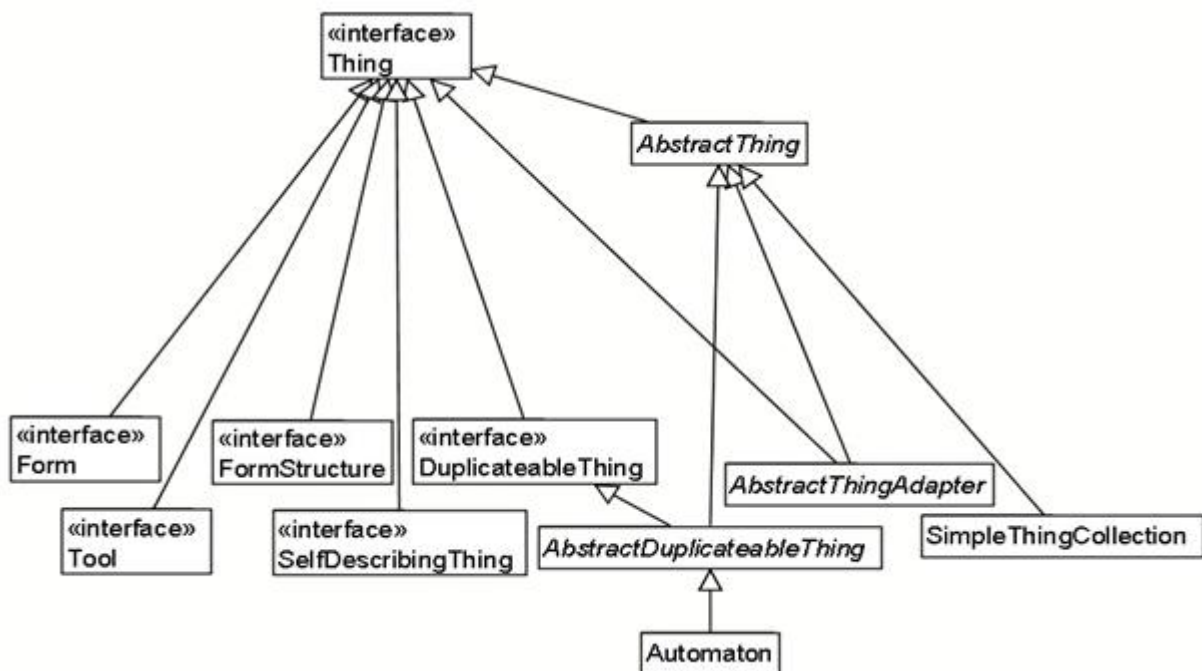 «interface»
Thing
AbstractThing
«interface»
Form
«interface»
FormStructure
«interface»
DuplicateableThing
AbstractThingAdapter
«interface»
Tool
«interface»
SelfDescribingThing
AbstractDuplicateableThing
SimpleThingCollection
Automaton